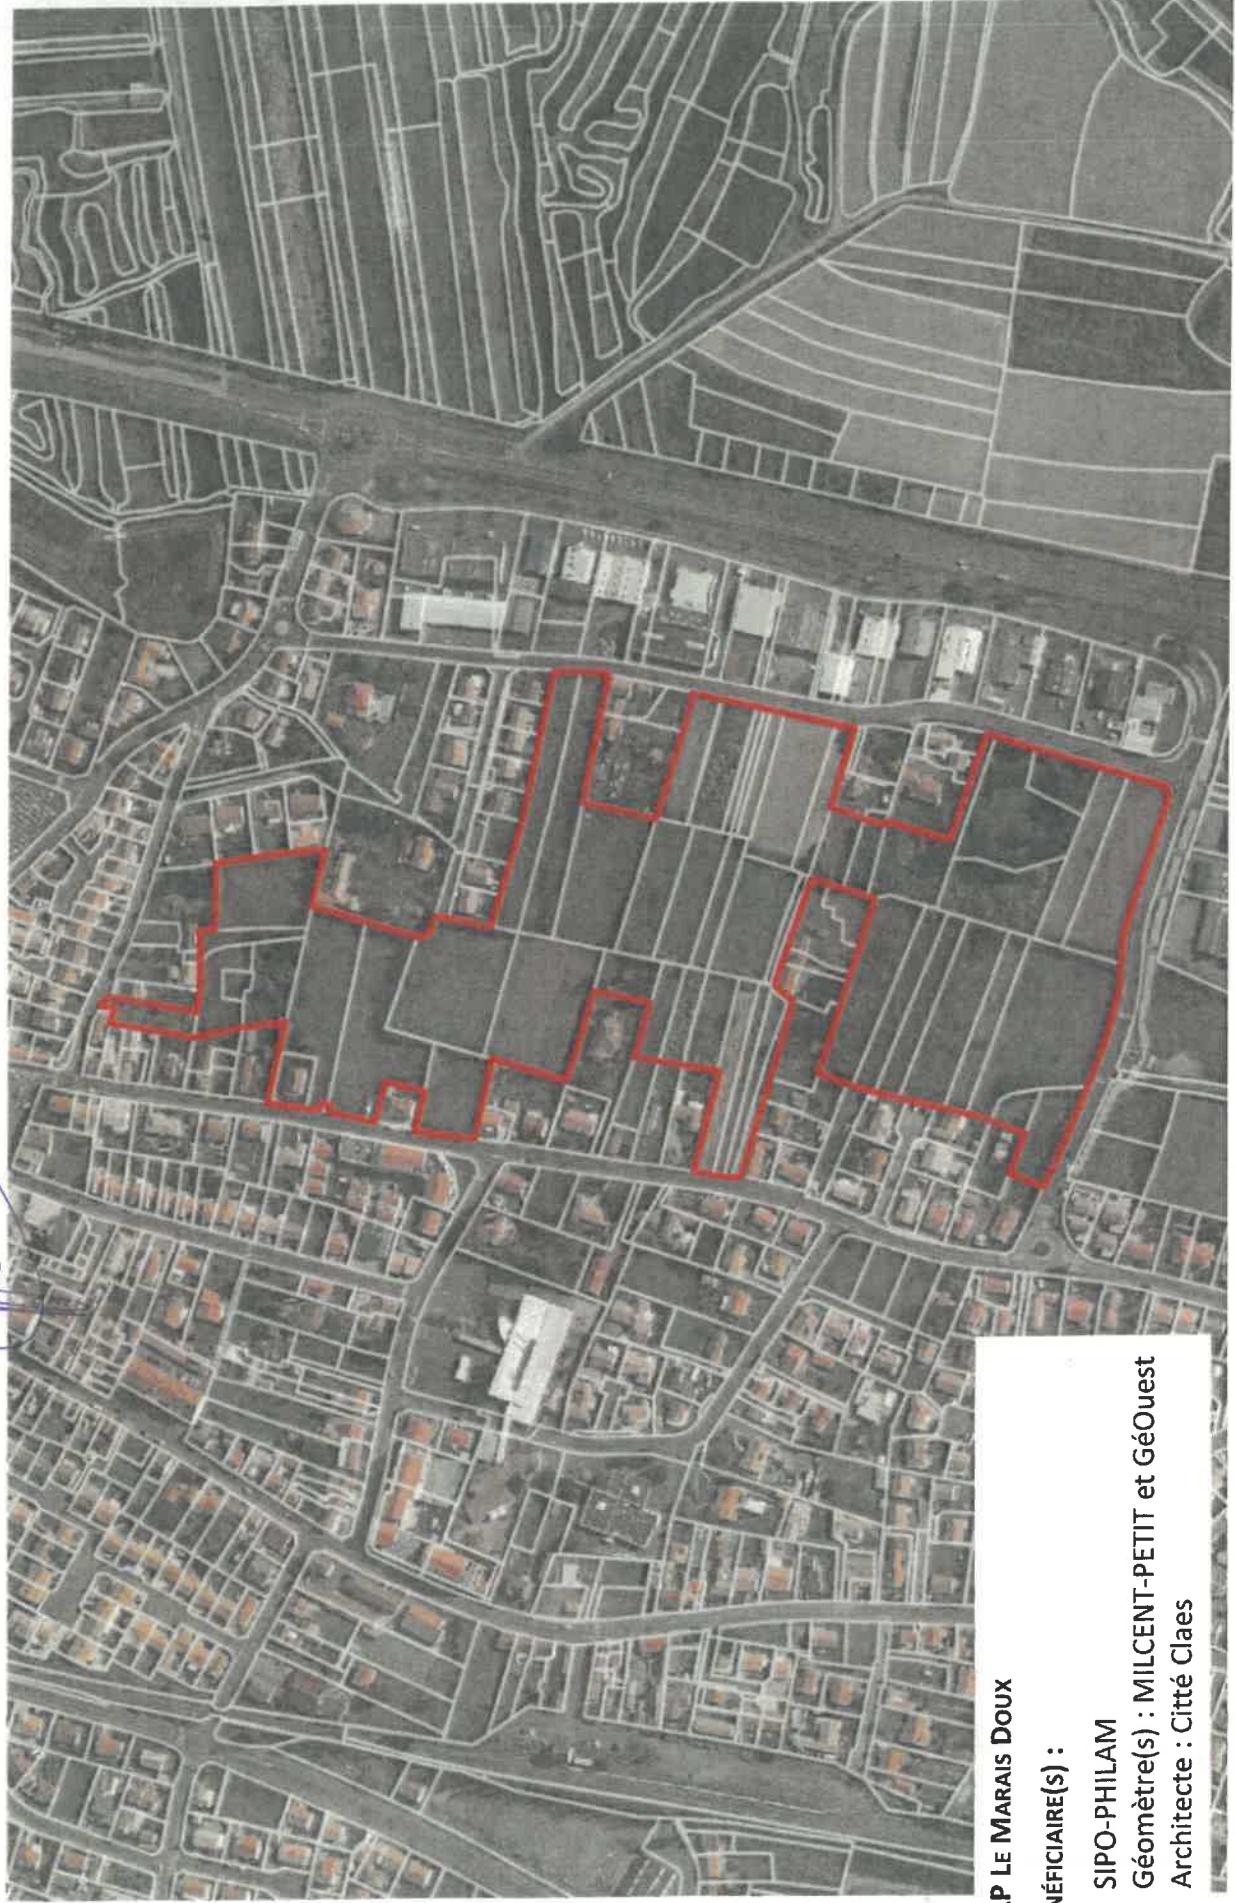 P LE MARAIS DOUX
NÉFICIAIRE(S) :
SIPO-PHILAM
Géomètre(s) : MILCENT-PETIT et GéOuest
Architecte : Citté Claes